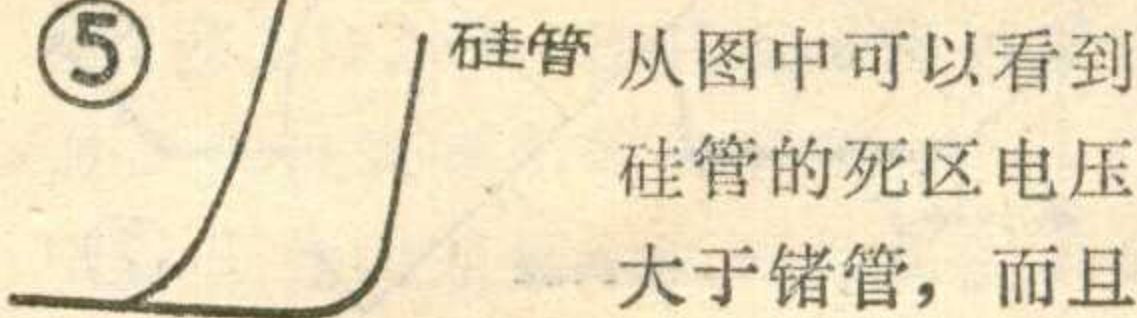 ⑤
硅管
从图中可以看到
硅管的死区电压
大于锗管，而且